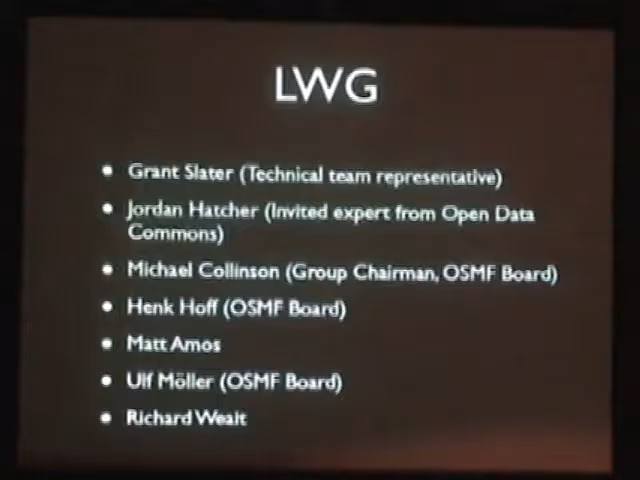 LWG
• Grant Slater (Technical team representative)
• Jordan Hatcher (Invited expert from Open Data
Commons)
• Michael Collinson (Group Chairman, OSMF Board)
• Henk Hoff (OSMF Board)
• Matt Amos
• Ulf Möller (OSMF Board)
• Richard Weait